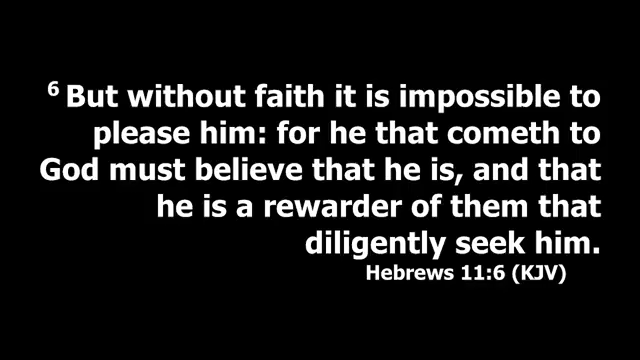 6 But without faith it is impossible to
please him: for he that cometh to
God must believe that he is, and that
he is a rewarder of them that
diligently seek him.
Hebrews 11:6 (KJV)